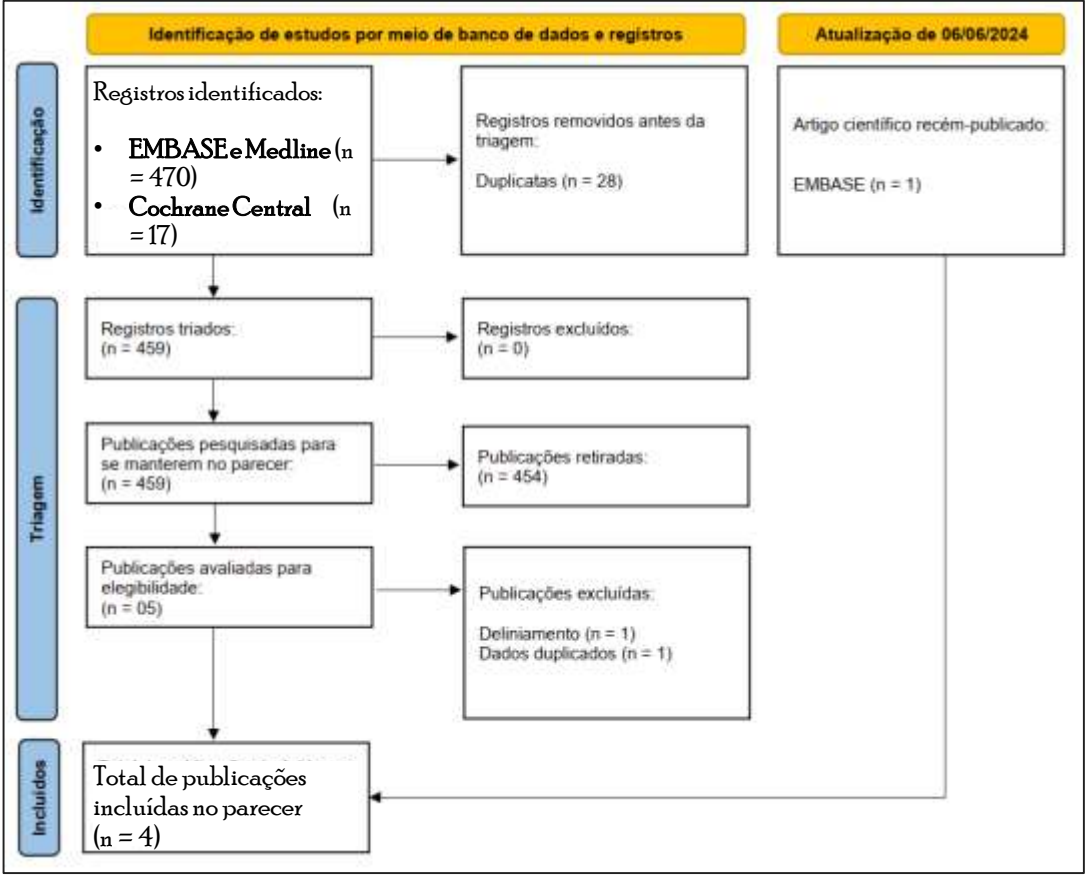 Identificação de estudos por meio de banco de dados e registros
Atualização de 06/06/2024
Identificação
Registros identificados:
• EMBASE e Medline (n
= 470)
• Cochrane Central (n
= 17)
Registros removidos antes da
triagem:
Duplicatas (n = 28)
Artigo científico recém-publicado:
EMBASE (n = 1)
Triagem
Registros triados:
(n = 459)
Registros excluídos:
(n = 0)
Publicações pesquisadas para
se manterem no parecer:
(n = 459)
Publicações retiradas:
(n = 454)
Publicações avaliadas para
elegibilidade:
(n = 05)
Publicações excluídas:
Deliniamento (n = 1)
Dados duplicados (n = 1)
Incluídos
Total de publicações
incluídas no parecer
(n = 4)